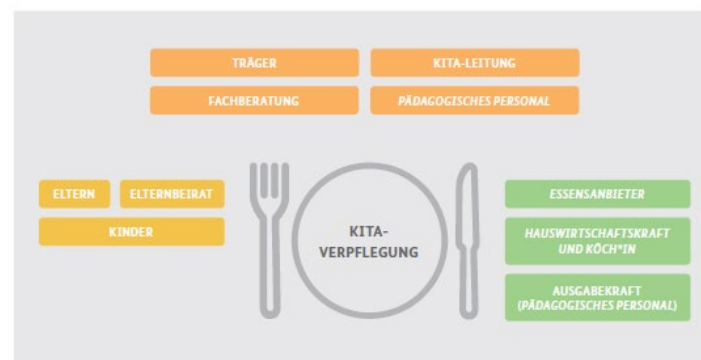 TRÄGER
KITA-LEITUNG
FACHBERATUNG
PÄDAGOGISCHES PERSONAL
ELTERN
ELTERNBEIRAT
KINDER
KITA-
VERPFLEGUNG
ESSENSANBIETER
HAUSWIRTSCHAFTSKRAFT
UND KÖCH*IN
AUSGABEKRAFT
(PÄDAGOGISCHES PERSONAL)